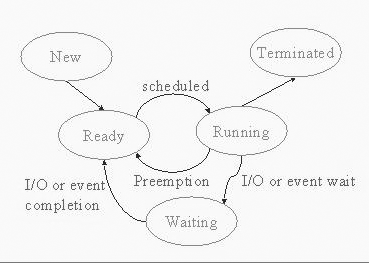 Terminated
New
scheduled
Ready
Running
Preemption
I/O or event wait
I/O or event
completion
Waiting